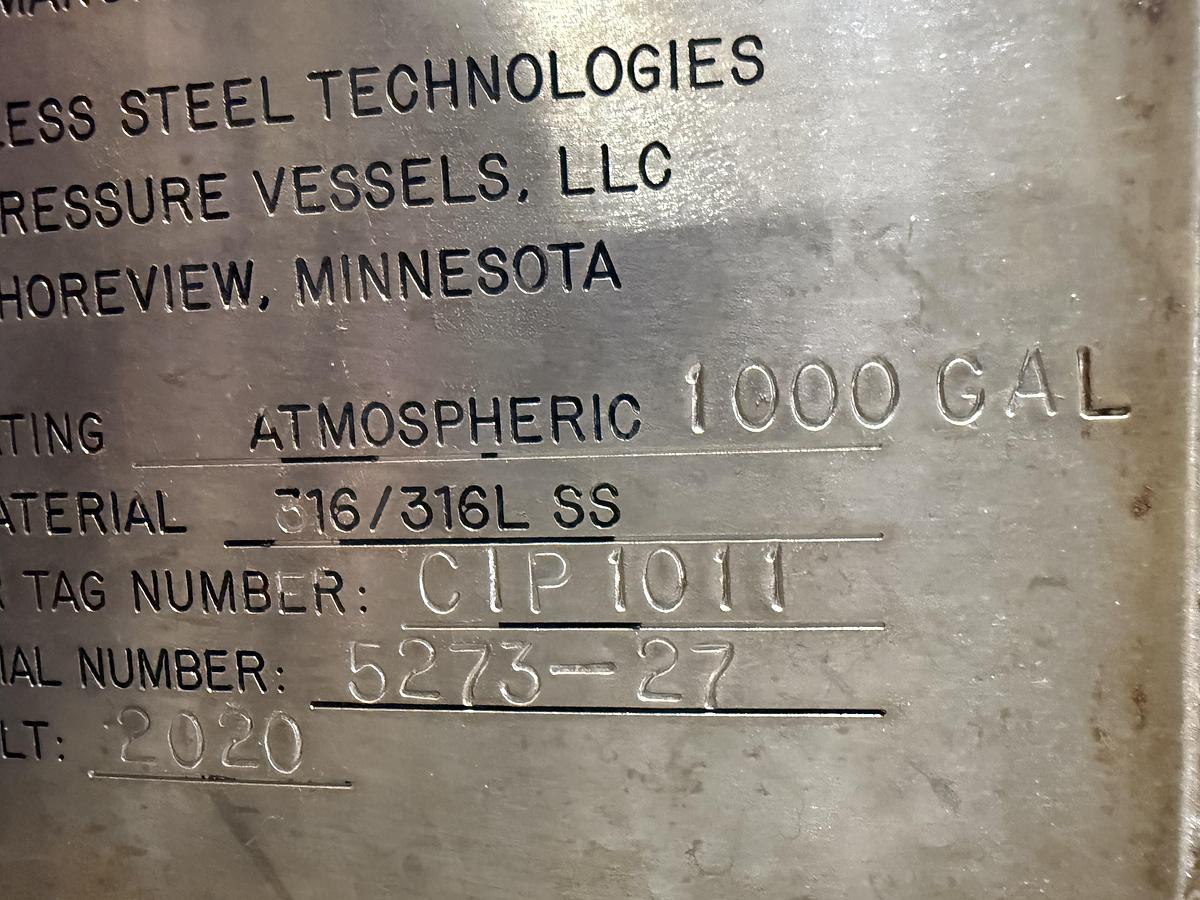 LESS STEEL TECHNOLOGIES
RESSURE VESSELS, LLC
HOREVIEW, MINNESOTA
TING ATMOSPHERIC 1000 GAL
ATERIAL 316/316L SS
TAG NUMBER: CIP1011
IAL NUMBER: 5273-27
LT: 2020